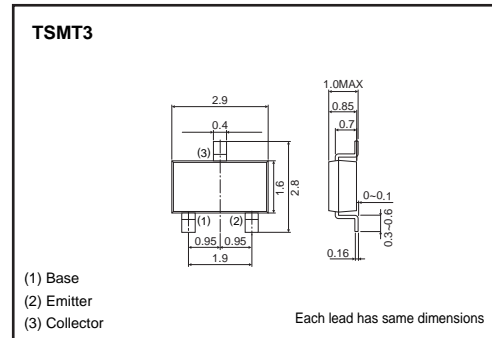 TSMT3
1.0MAX
2.9
0.85
0.4
0.7
(3)
1.6
2.8
0~0.1
(1)
(2)
0.3~0.6
0.95
0.95
0.16
1.9
(1) Base
(2) Emitter
(3) Collector
Each lead has same dimensions